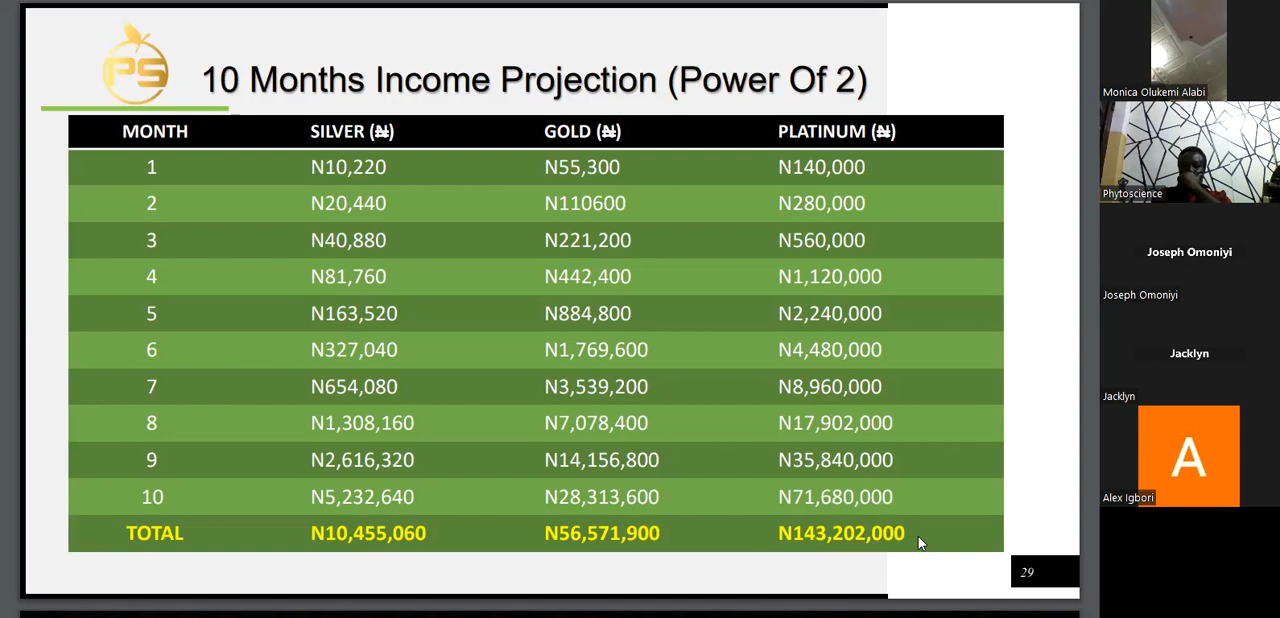 PS
10 Months Income Projection (Power Of 2)
MONTH SILVER (₦) GOLD (₦) PLATINUM (₦)
1 N10,220 N55,300 N140,000
2 N20,440 N110600 N280,000
3 N40,880 N221,200 N560,000
4 N81,760 N442,400 N1,120,000
5 N163,520 N884,800 N2,240,000
6 N327,040 N1,769,600 N4,480,000
7 N654,080 N3,539,200 N8,960,000
8 N1,308,160 N7,078,400 N17,902,000
9 N2,616,320 N14,156,800 N35,840,000
10 N5,232,640 N28,313,600 N71,680,000
TOTAL N10,455,060 N56,571,900 N143,202,000
29
Monica Olukemi Alabi
Phytoscience
Joseph Omoniyi
Joseph Omoniyi
Jacklyn
Jacklyn
A
Alex Igbori